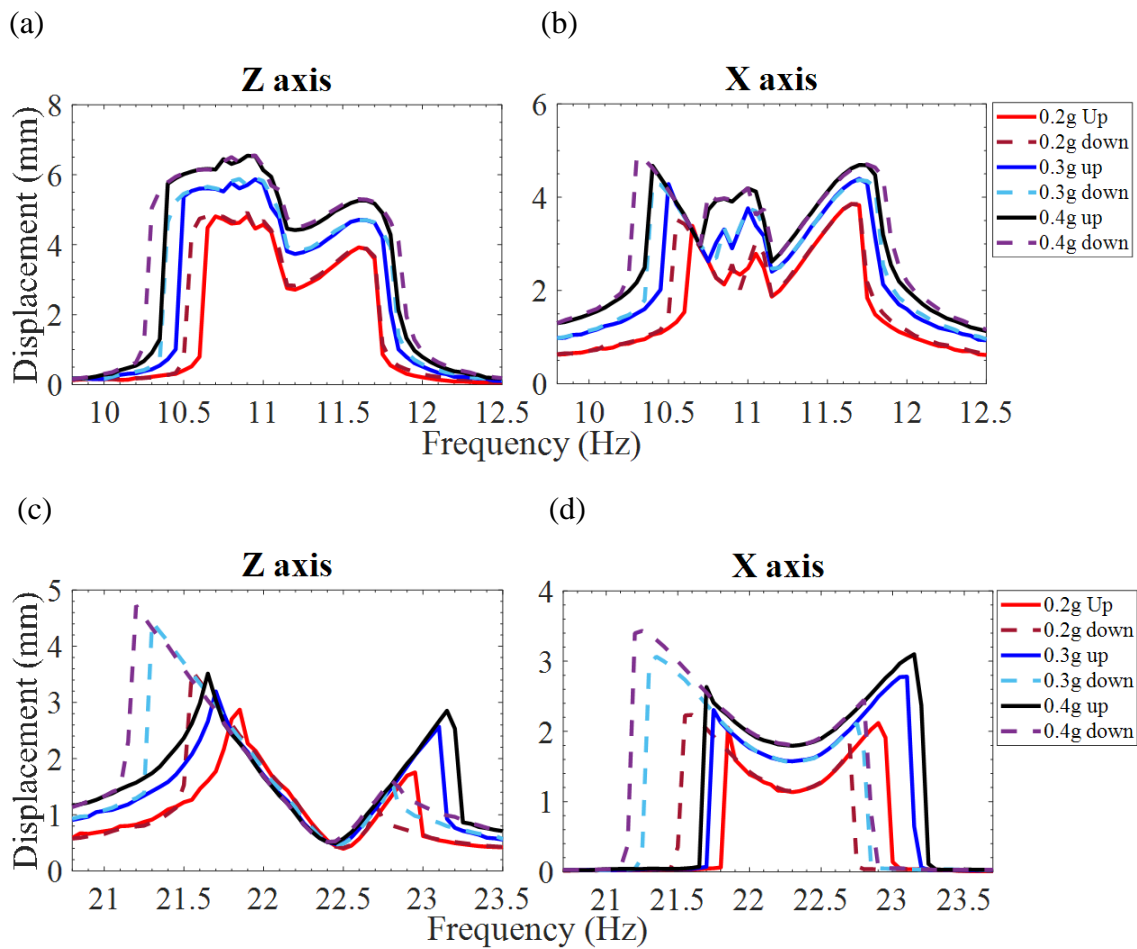 (a)
(b)
Z axis
X axis
Displacement (mm)
8
6
4
2
0
10
10.5
11
11.5
12
12.5
6
4
2
0
10
10.5
11
11.5
12
12.5
0.2g Up
0.2g down
0.3g up
0.3g down
0.4g up
0.4g down
Frequency (Hz)
(c)
(d)
Z axis
X axis
Displacement (mm)
5
4
3
2
1
0
21
21.5
22
22.5
23
23.5
4
3
2
1
0
21
21.5
22
22.5
23
23.5
0.2g Up
0.2g down
0.3g up
0.3g down
0.4g up
0.4g down
Frequency (Hz)